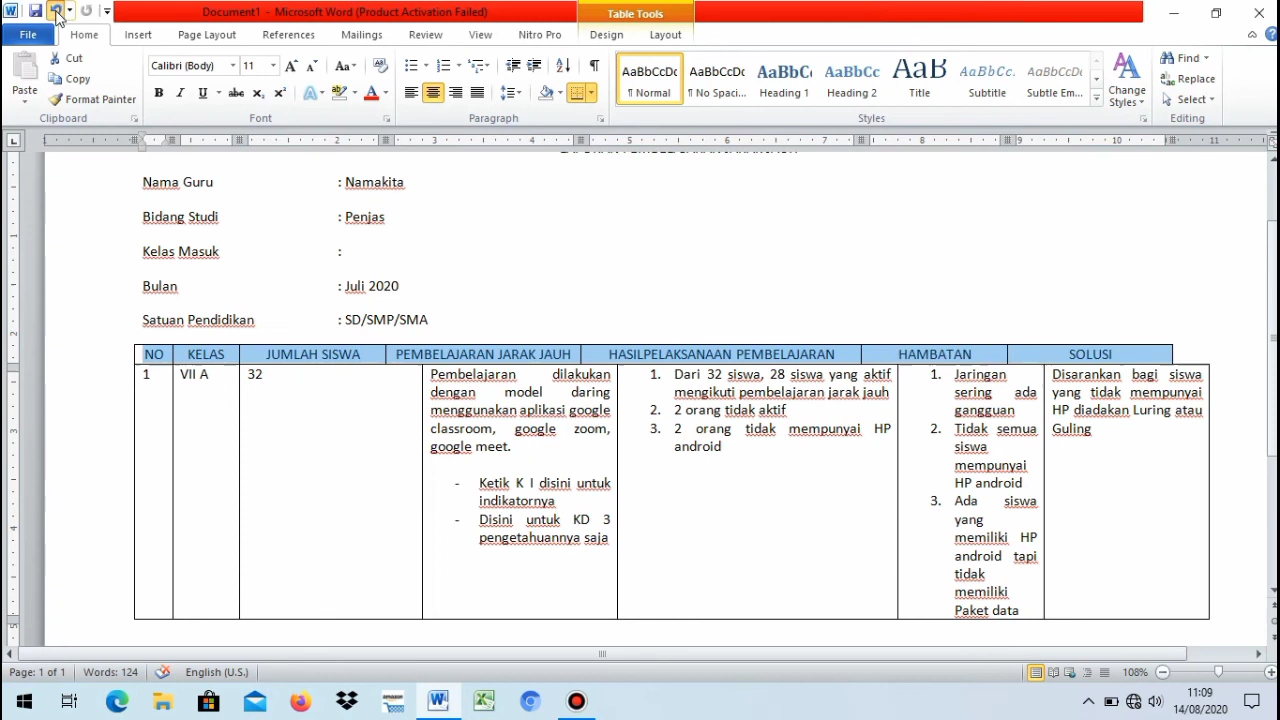 Document1 - Microsoft Word (Product Activation Failed)
Table Tools
File Home Insert Page Layout References Mailings Review View Nitro Pro Design Layout
Paste
Cut
Copy
Format Painter
Clipboard
Calibri (Body) 11
Font
Paragraph
AaBbCcDc AaBbCcDc AaBbC( AaBbCc AaB AaBbCcL AaBbCcDc
¶ Normal ¶ No Spaci... Heading 1 Heading 2 Title Subtitle Subtle Em...
Change
Styles
Styles
Find
Replace
Select
Editing
Nama Guru : Namakita
Bidang Studi : Penjas
Kelas Masuk :
Bulan : Juli 2020
Satuan Pendidikan : SD/SMP/SMA
NO KELAS JUMLAH SISWA PEMBELAJARAN JARAK JAUH HASILPELAKSANAAN PEMBELAJARAN HAMBATAN SOLUSI
1
VII A
32
Pembelajaran dilakukan
dengan model daring
menggunakan aplikasi google
classroom, google zoom,
google meet.
- Ketik K I disini untuk
indikatornya
- Disini untuk KD 3
pengetahuannya saja
1. Dari 32 siswa, 28 siswa yang aktif
mengikuti pembelajaran jarak jauh
2. 2 orang tidak aktif
3. 2 orang tidak mempunyai HP
android
1. Jaringan
sering ada
gangguan
2. Tidak semua
siswa
mempunyai
HP android
3. Ada siswa
yang
memiliki HP
android tapi
tidak
memiliki
Paket data
Disarankan bagi siswa
yang tidak mempunyai
HP diadakan Luring atau
Guling
Page: 1 of 1 Words: 124 English (U.S.) 108%
11:09
14/08/2020